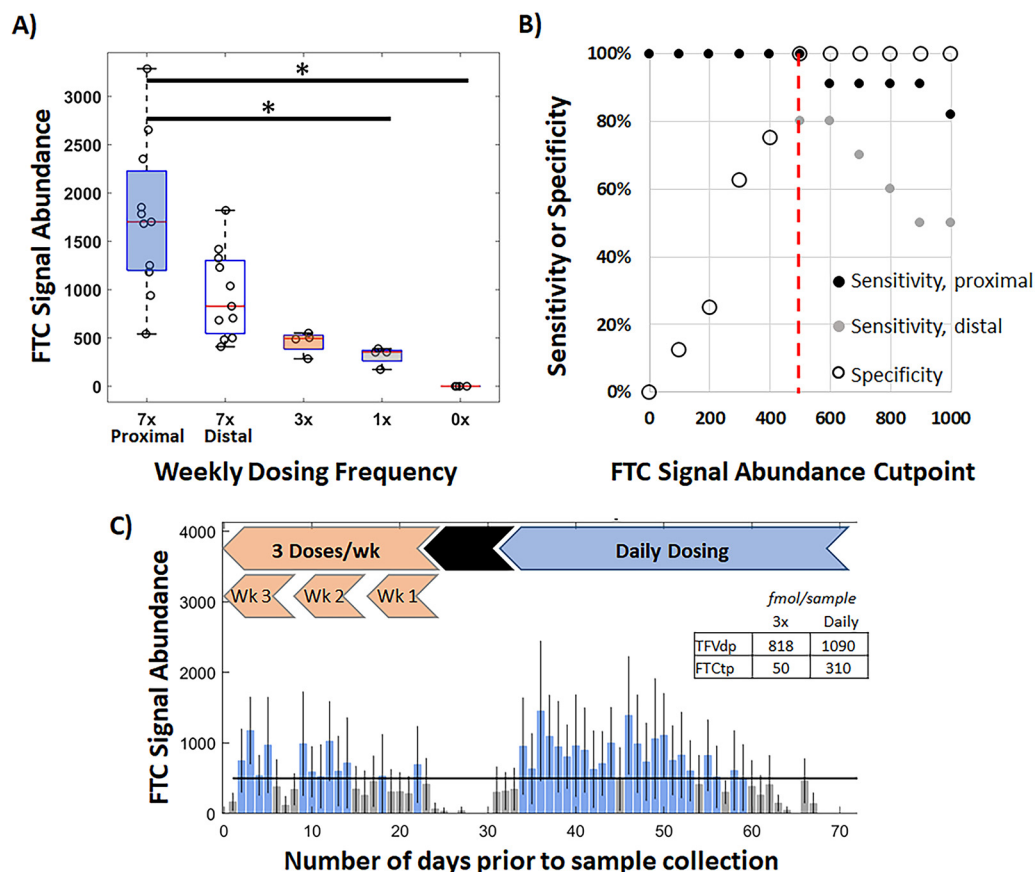 A)
*
*
3000
2500
2000
1500
1000
500
0
FTC Signal Abundance
7x
Proximal
7x
Distal
3x
1x
0x
Weekly Dosing Frequency
B)
100%
80%
60%
40%
20%
0%
Sensitivity or Specificity
Sensitivity, proximal
Sensitivity, distal
Specificity
0 200 400 600 800 1000
FTC Signal Abundance Cutpoint
C)
4000
3000
2000
1000
0
FTC Signal Abundance
3 Doses/wk
Daily Dosing
Wk 3 Wk 2 Wk 1
fmol/sample
3x Daily
TFVdp 818 1090
FTCtp 50 310
0 10 20 30 40 50 60 70
Number of days prior to sample collection